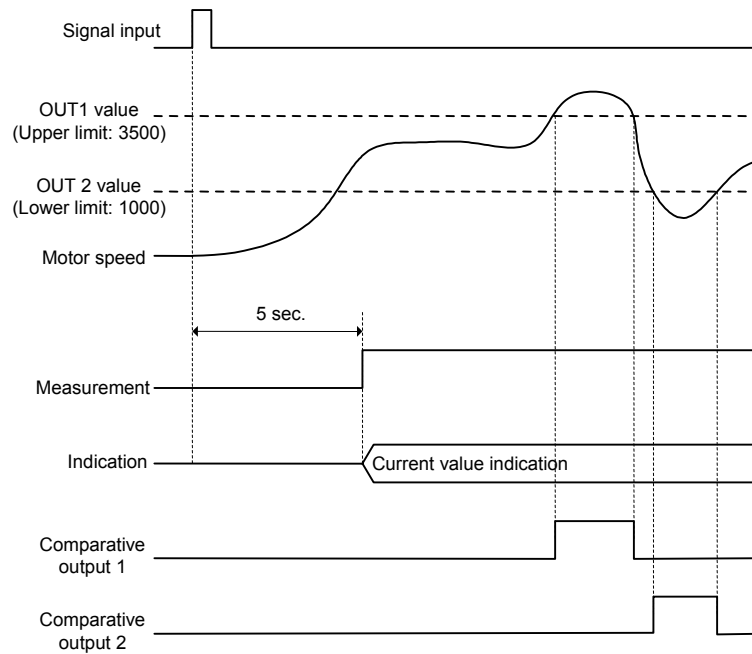 Signal input
OUT1 value
(Upper limit: 3500)
OUT 2 value
(Lower limit: 1000)
Motor speed
5 sec.
Measurement
Indication
Current value indication
Comparative
output 1
Comparative
output 2